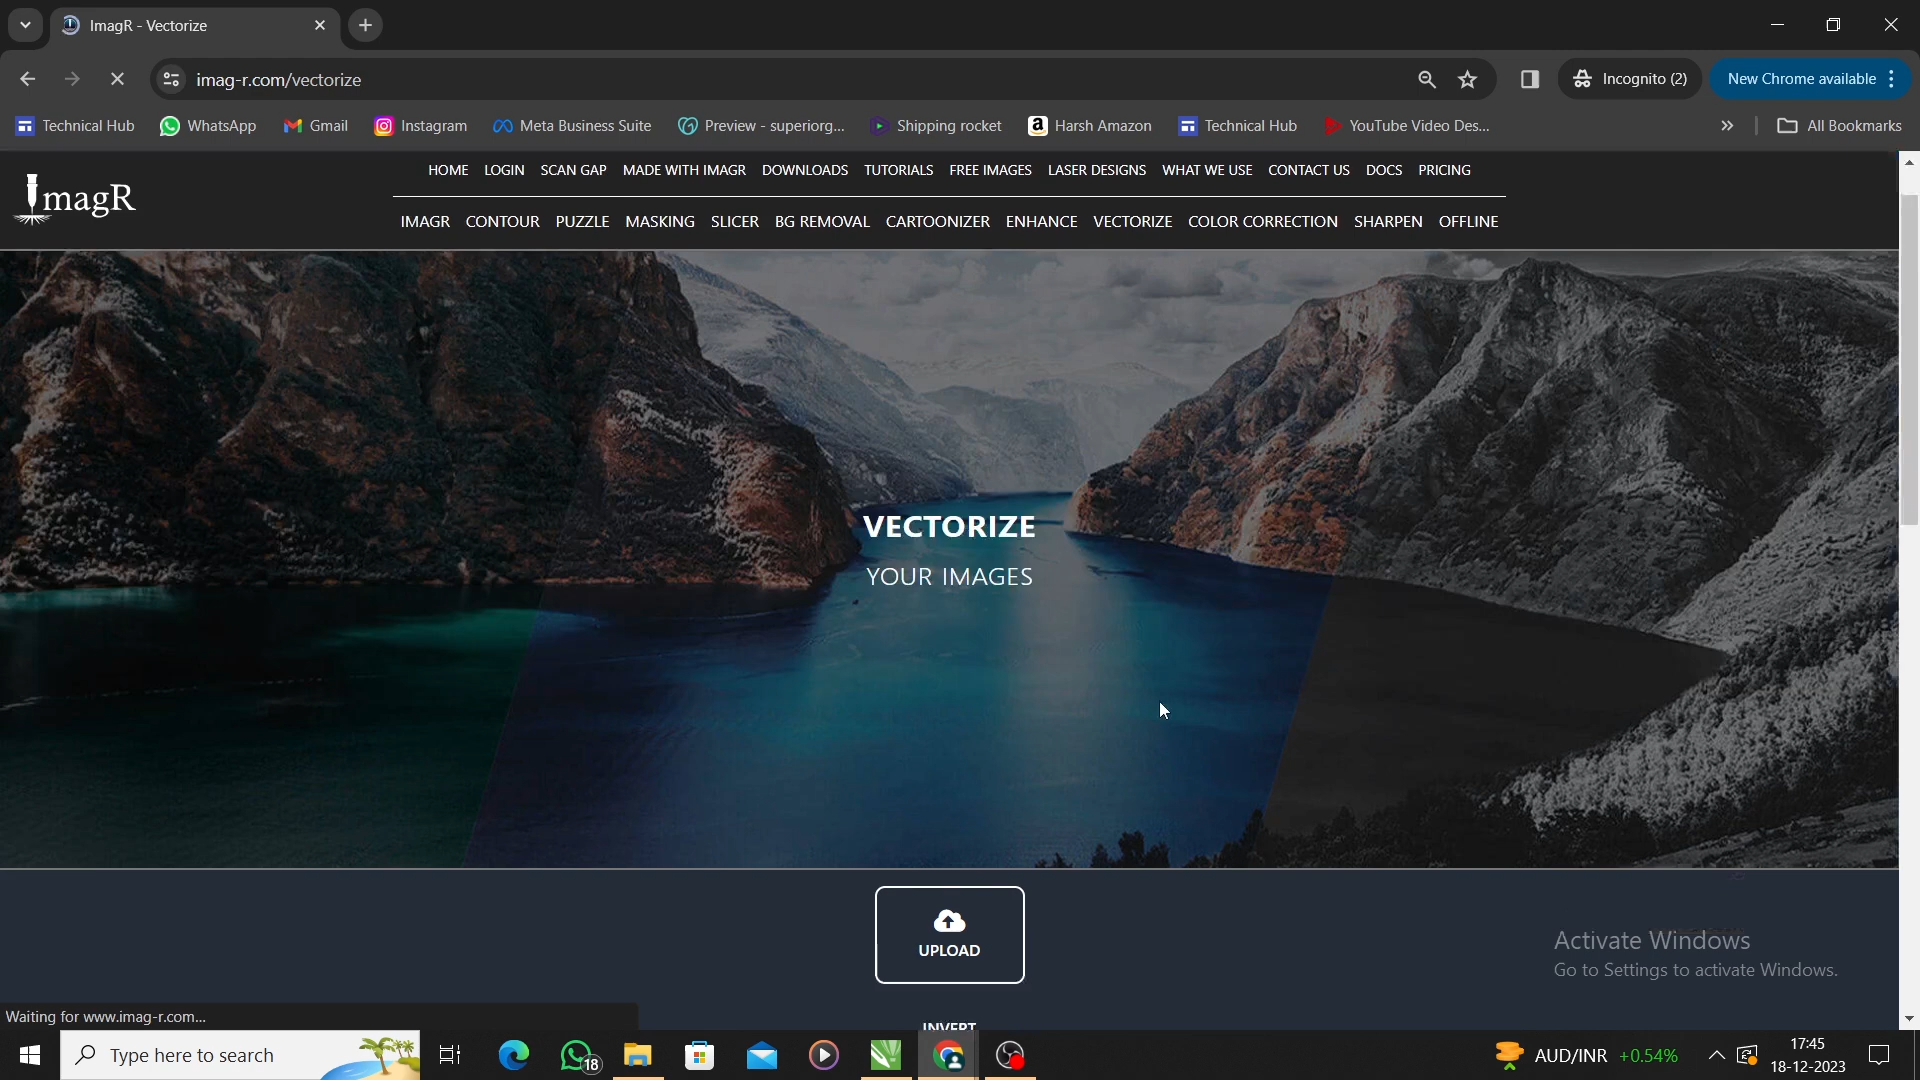 ImagR - Vectorize
imag-r.com/vectorize
Incognito (2)
New Chrome available
Technical Hub
WhatsApp
Gmail
Instagram
Meta Business Suite
Preview - superiorg...
Shipping rocket
Harsh Amazon
Technical Hub
YouTube Video Des...
All Bookmarks
ImagR
HOME LOGIN SCAN GAP MADE WITH IMAGR DOWNLOADS TUTORIALS FREE IMAGES LASER DESIGNS WHAT WE USE CONTACT US DOCS PRICING
IMAGR CONTOUR PUZZLE MASKING SLICER BG REMOVAL CARTOONIZER ENHANCE VECTORIZE COLOR CORRECTION SHARPEN OFFLINE
VECTORIZE
YOUR IMAGES
UPLOAD
Activate Windows
Go to Settings to activate Windows.
INVERT
Waiting for www.imag-r.com...
Type here to search
18
AUD/INR +0.54%
17:45
18-12-2023